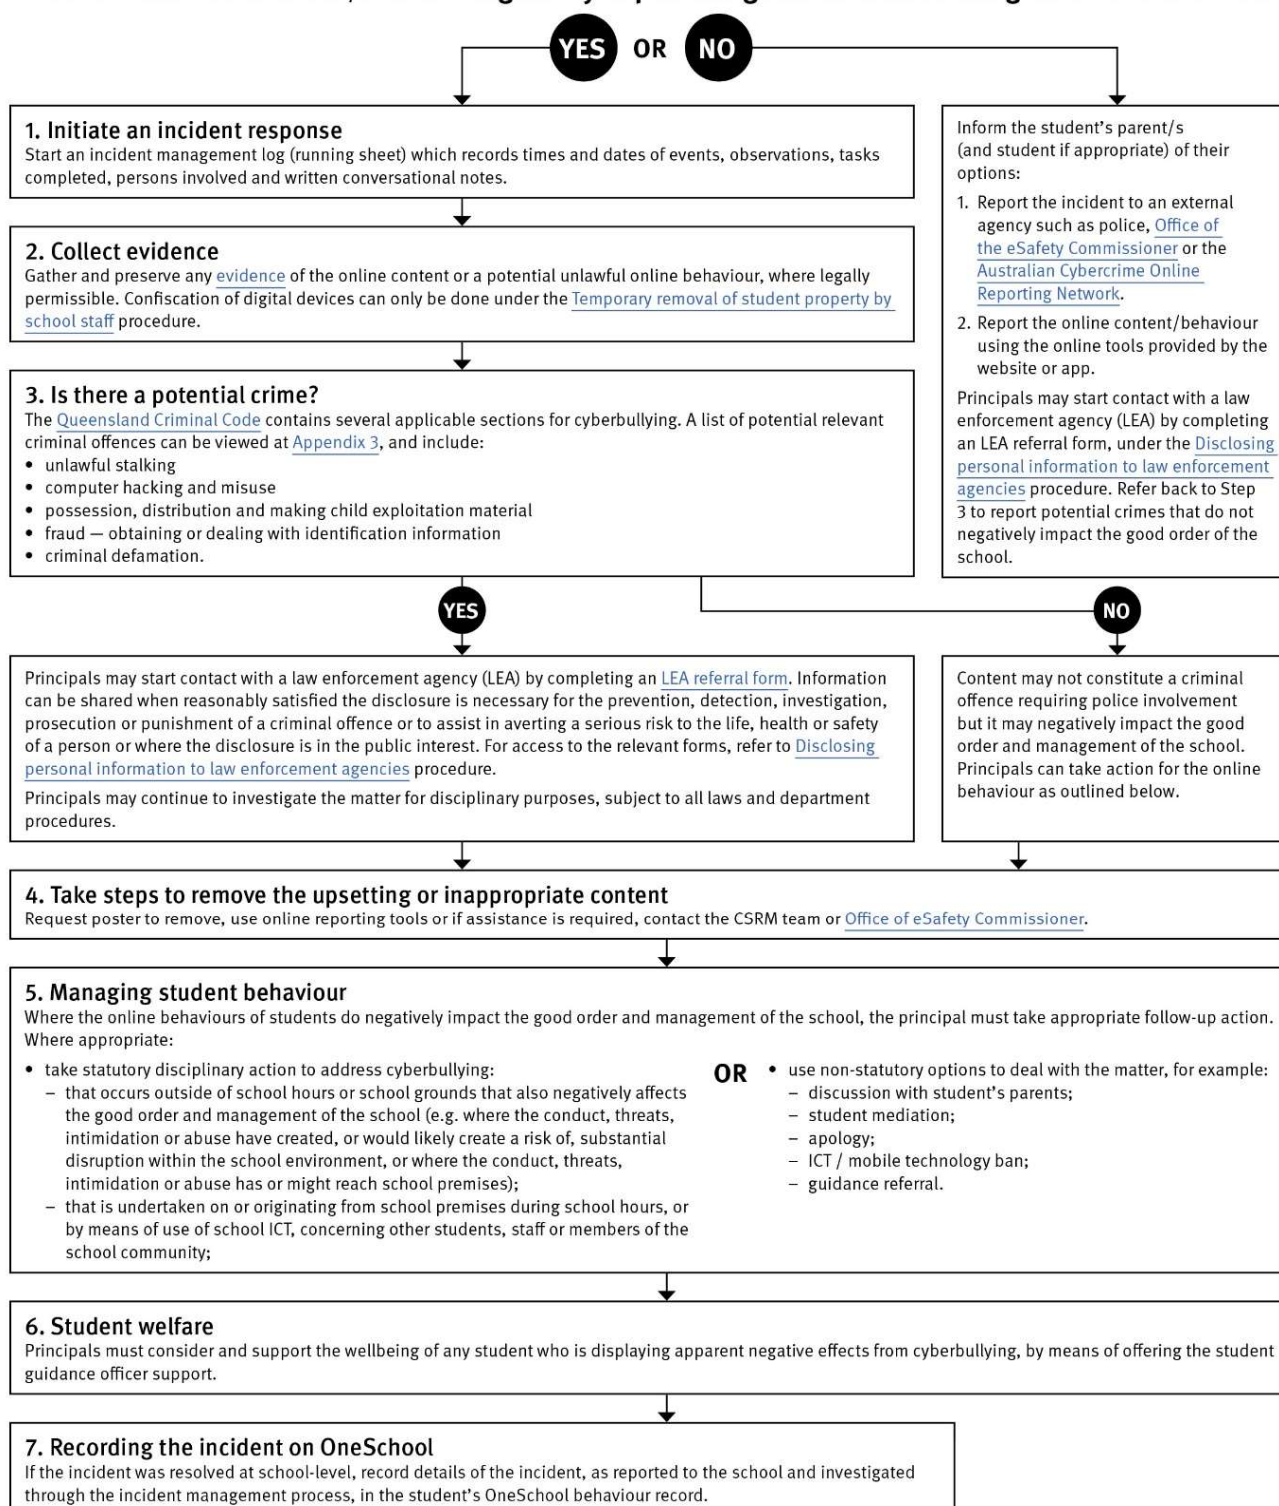 YES OR NO
1. Initiate an incident response
Start an incident management log (running sheet) which records times and dates of events, observations, tasks
completed, persons involved and written conversational notes.
2. Collect evidence
Gather and preserve any evidence of the online content or a potential unlawful online behaviour, where legally
permissible. Confiscation of digital devices can only be done under the Temporary removal of student property by
school staff procedure.
3. Is there a potential crime?
The Queensland Criminal Code contains several applicable sections for cyberbullying. A list of potential relevant
criminal offences can be viewed at Appendix 3, and include:
• unlawful stalking
• computer hacking and misuse
• possession, distribution and making child exploitation material
• fraud — obtaining or dealing with identification information
• criminal defamation.
Inform the student's parent/s
(and student if appropriate) of their
options:
1. Report the incident to an external
agency such as police, Office of
the eSafety Commissioner or the
Australian Cybercrime Online
Reporting Network.
2. Report the online content/behaviour
using the online tools provided by the
website or app.
Principals may start contact with a law
enforcement agency (LEA) by completing
an LEA referral form, under the Disclosing
personal information to law enforcement
agencies procedure. Refer back to Step
3 to report potential crimes that do not
negatively impact the good order of the
school.
YES
NO
Principals may start contact with a law enforcement agency (LEA) by completing an LEA referral form. Information
can be shared when reasonably satisfied the disclosure is necessary for the prevention, detection, investigation,
prosecution or punishment of a criminal offence or to assist in averting a serious risk to the life, health or safety
of a person or where the disclosure is in the public interest. For access to the relevant forms, refer to Disclosing
personal information to law enforcement agencies procedure.
Principals may continue to investigate the matter for disciplinary purposes, subject to all laws and department
procedures.
Content may not constitute a criminal
offence requiring police involvement
but it may negatively impact the good
order and management of the school.
Principals can take action for the online
behaviour as outlined below.
4. Take steps to remove the upsetting or inappropriate content
Request poster to remove, use online reporting tools or if assistance is required, contact the CSRM team or Office of eSafety Commissioner.
5. Managing student behaviour
Where the online behaviours of students do negatively impact the good order and management of the school, the principal must take appropriate follow-up action.
Where appropriate:
• take statutory disciplinary action to address cyberbullying:
– that occurs outside of school hours or school grounds that also negatively affects
the good order and management of the school (e.g. where the conduct, threats,
intimidation or abuse have created, or would likely create a risk of, substantial
disruption within the school environment, or where the conduct, threats,
intimidation or abuse has or might reach school premises);
– that is undertaken on or originating from school premises during school hours, or
by means of use of school ICT, concerning other students, staff or members of the
school community;
OR
• use non-statutory options to deal with the matter, for example:
– discussion with student's parents;
– student mediation;
– apology;
– ICT / mobile technology ban;
– guidance referral.
6. Student welfare
Principals must consider and support the wellbeing of any student who is displaying apparent negative effects from cyberbullying, by means of offering the student
guidance officer support.
7. Recording the incident on OneSchool
If the incident was resolved at school-level, record details of the incident, as reported to the school and investigated
through the incident management process, in the student's OneSchool behaviour record.